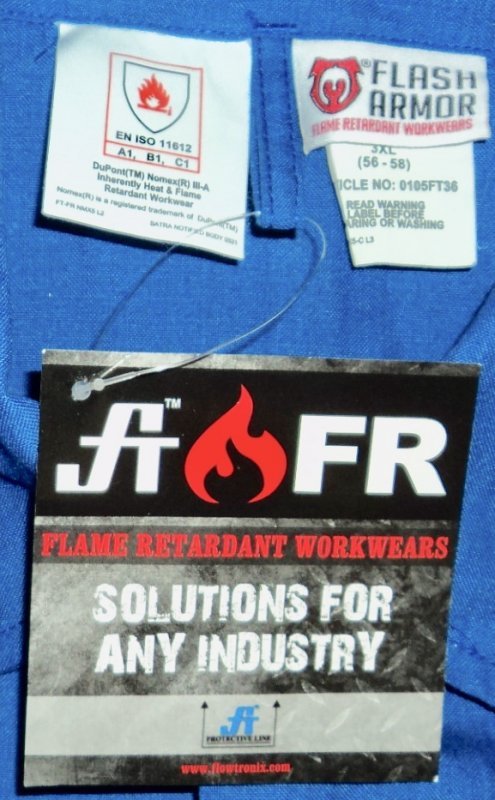 EN ISO 11612
A1, B1, C1
DuPont(TM) Nomex(R) III-A
Inherently Heat & Flame
Retardant Workwear
Nomex(R) is a registered trademark of DuPont(TM)
FT-FR NMX5 L2
SATRA NOTIFIED BODY 0321
® FLASH
ARMOR
FLAME RETARDANT WORKWEARS
3XL
(56 - 58)
ICLE NO: 0105FT36
READ WARNING
LABEL BEFORE
ARING OR WASHING
S-C L3
ft™ FR
FLAME RETARDANT WORKWEARS
SOLUTIONS FOR
ANY INDUSTRY
ft
PROTECTIVE LINE
www.flowtronix.com